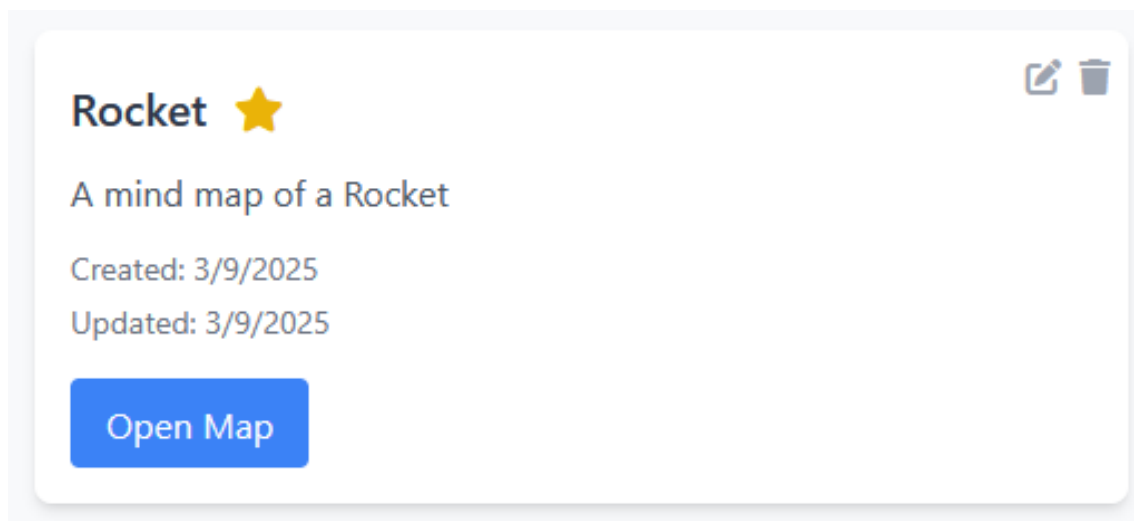 Rocket
A mind map of a Rocket
Created: 3/9/2025
Updated: 3/9/2025
Open Map